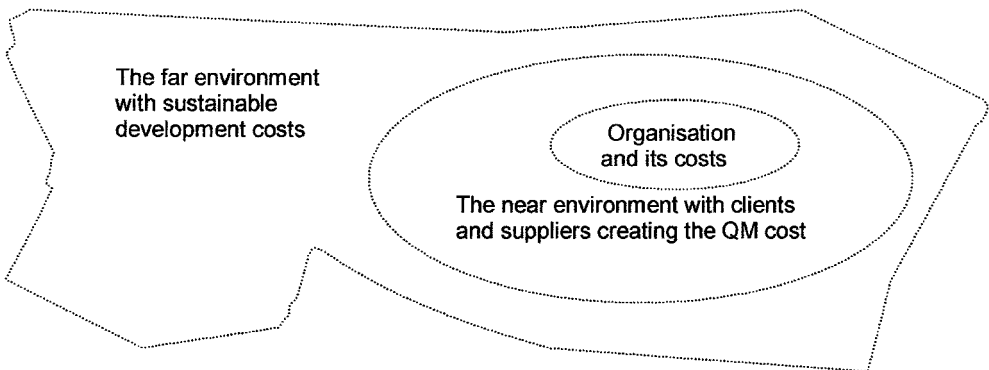 The far environment
with sustainable
development costs
Organisation
and its costs
The near environment with clients
and suppliers creating the QM cost